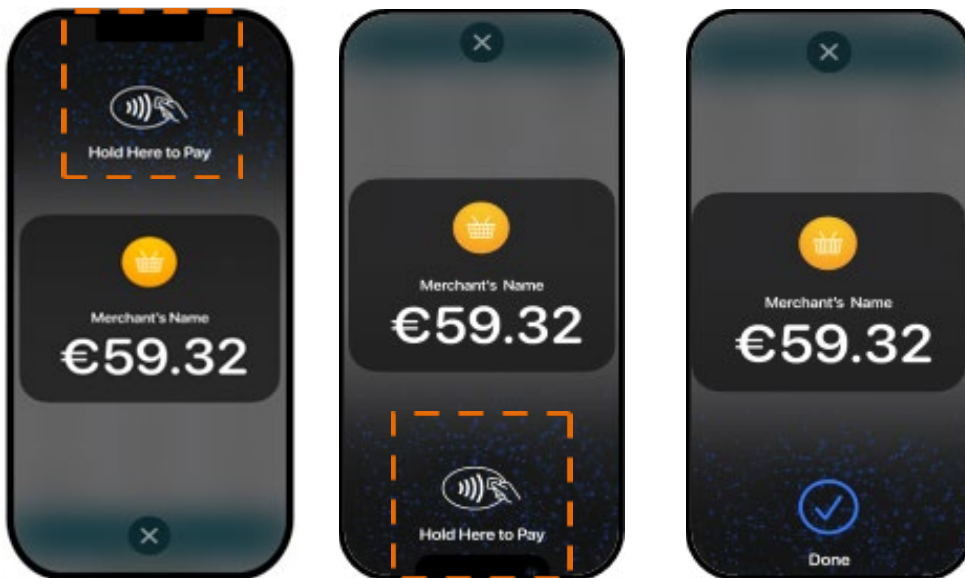 Hold Here to Pay
Merchant's Name
€59.32
Merchant's Name
€59.32
Hold Here to Pay
Merchant's Name
€59.32
Done